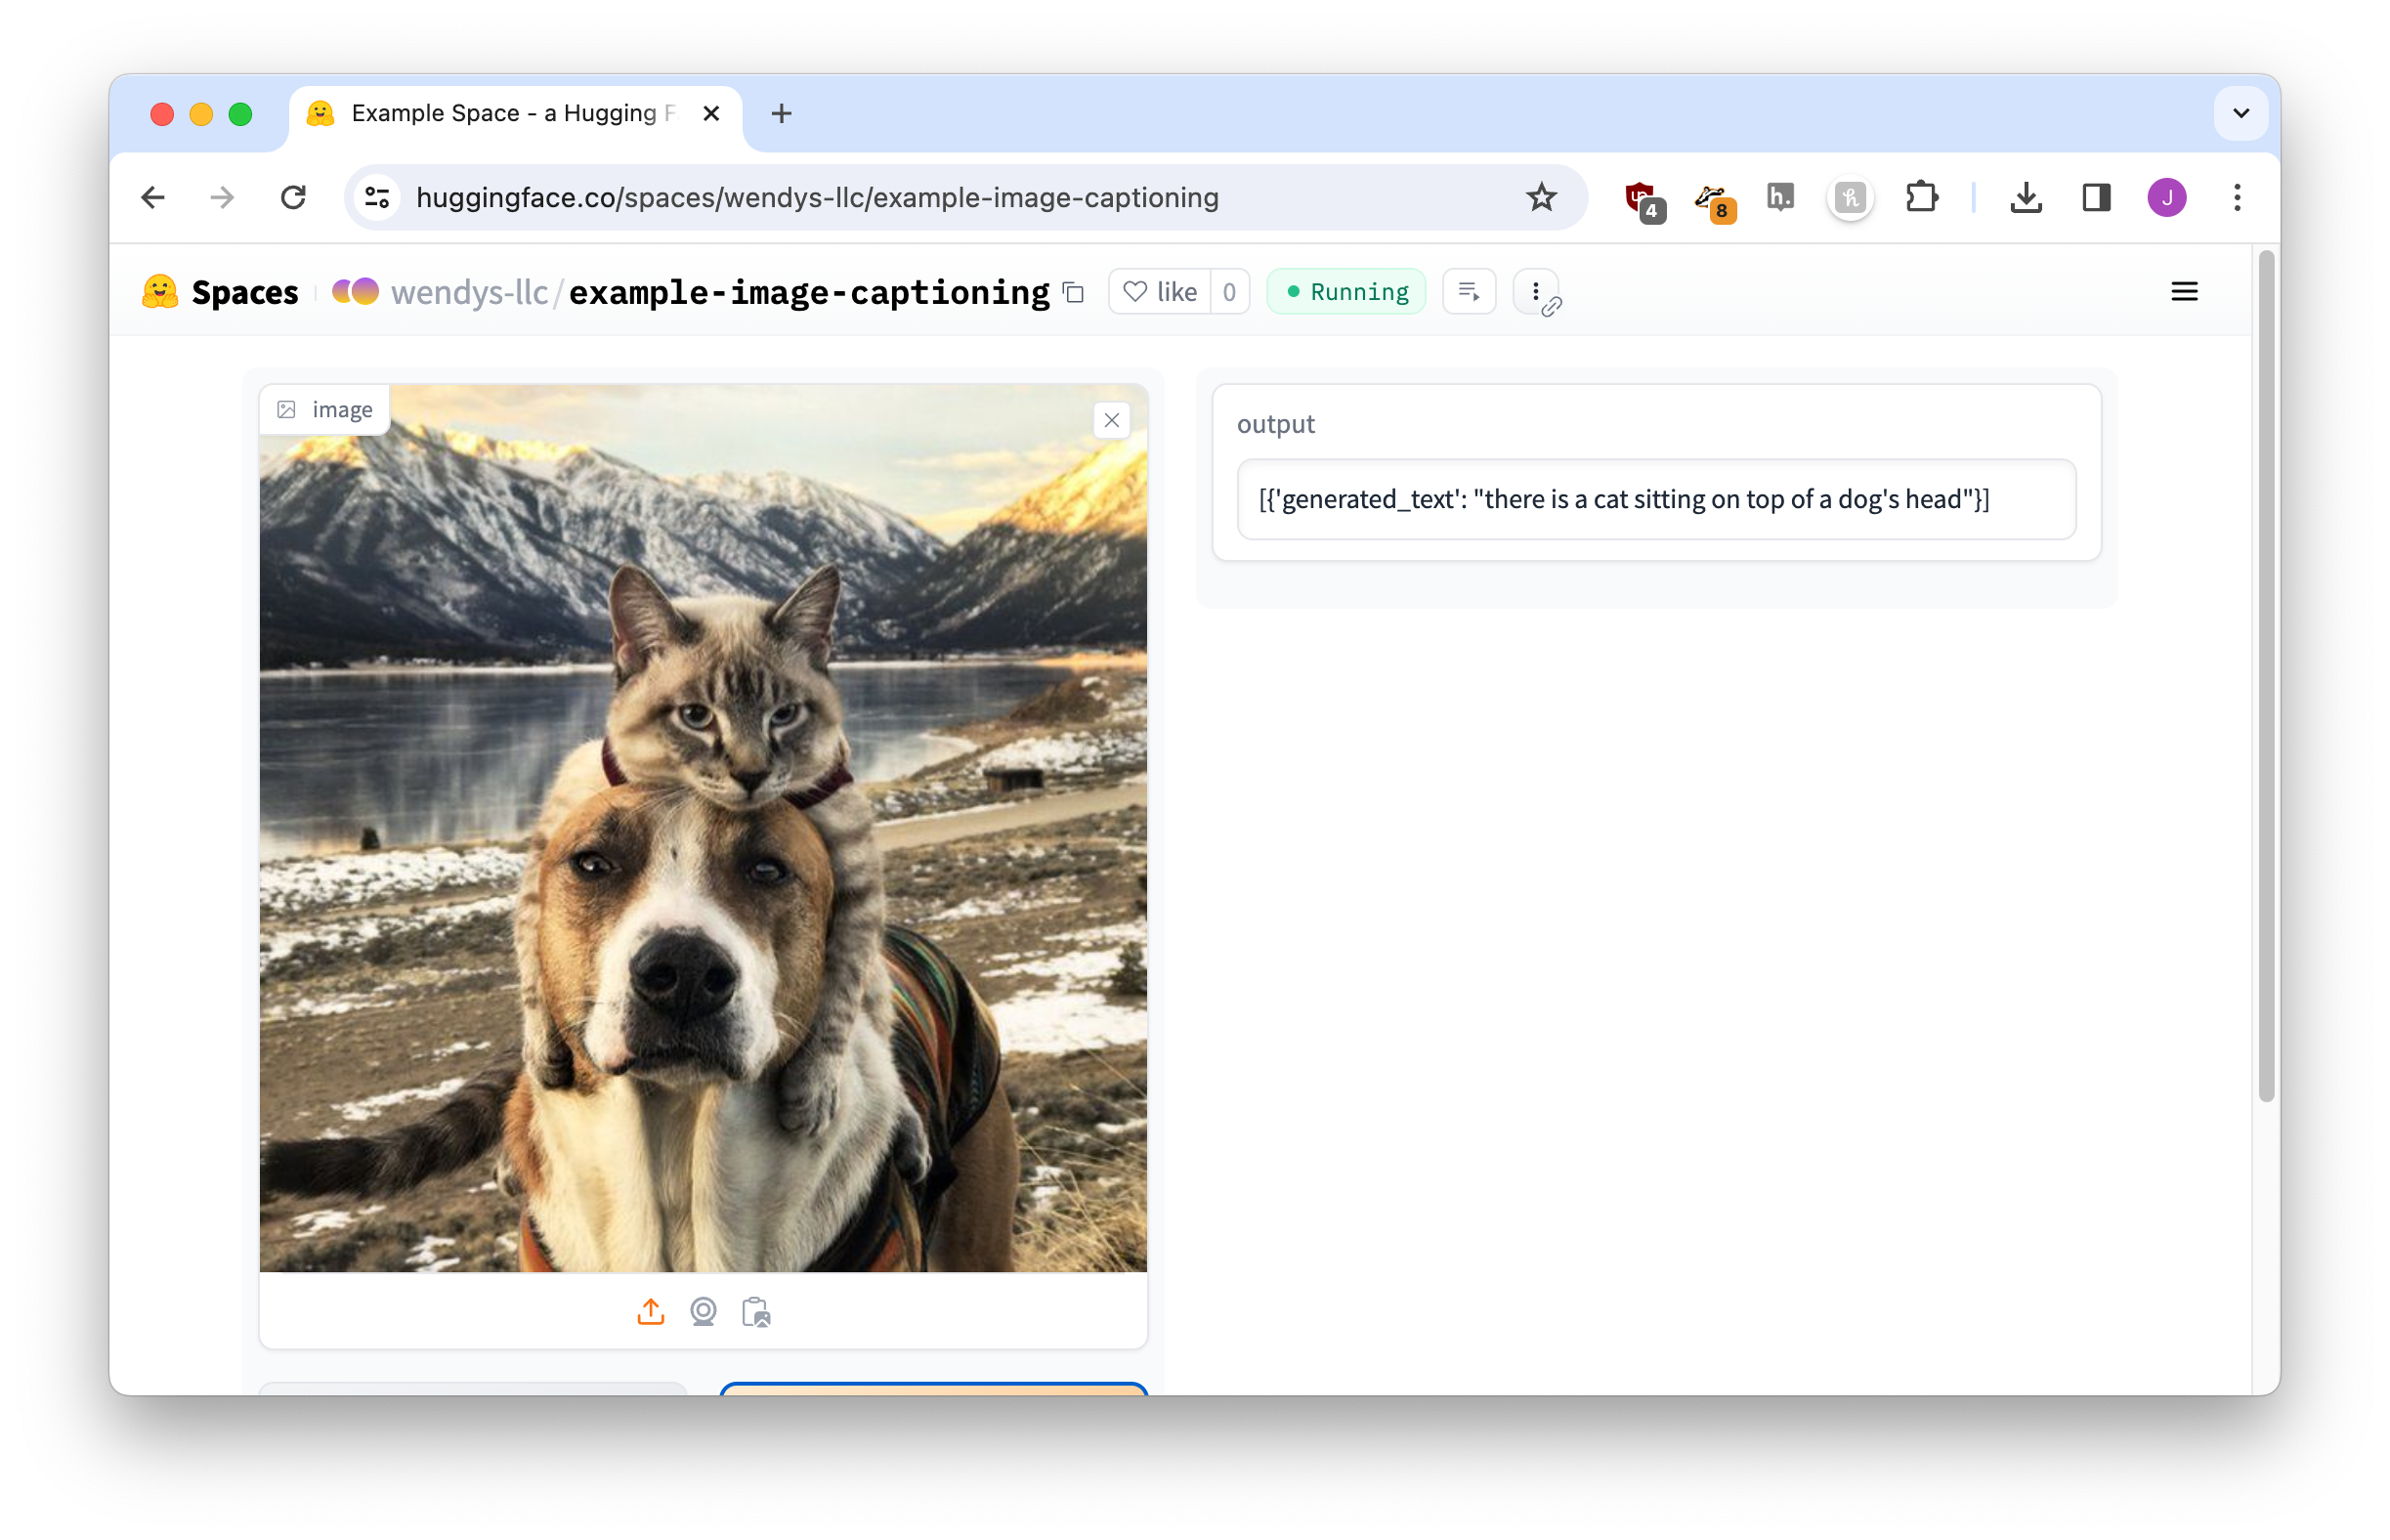 Example Space - a Hugging F
huggingface.co/spaces/wendys-llc/example-image-captioning
4
8
h.
J
Spaces
wendys-llc/example-image-captioning
like 0
Running
image
output
[{'generated_text': "there is a cat sitting on top of a dog's head"}]